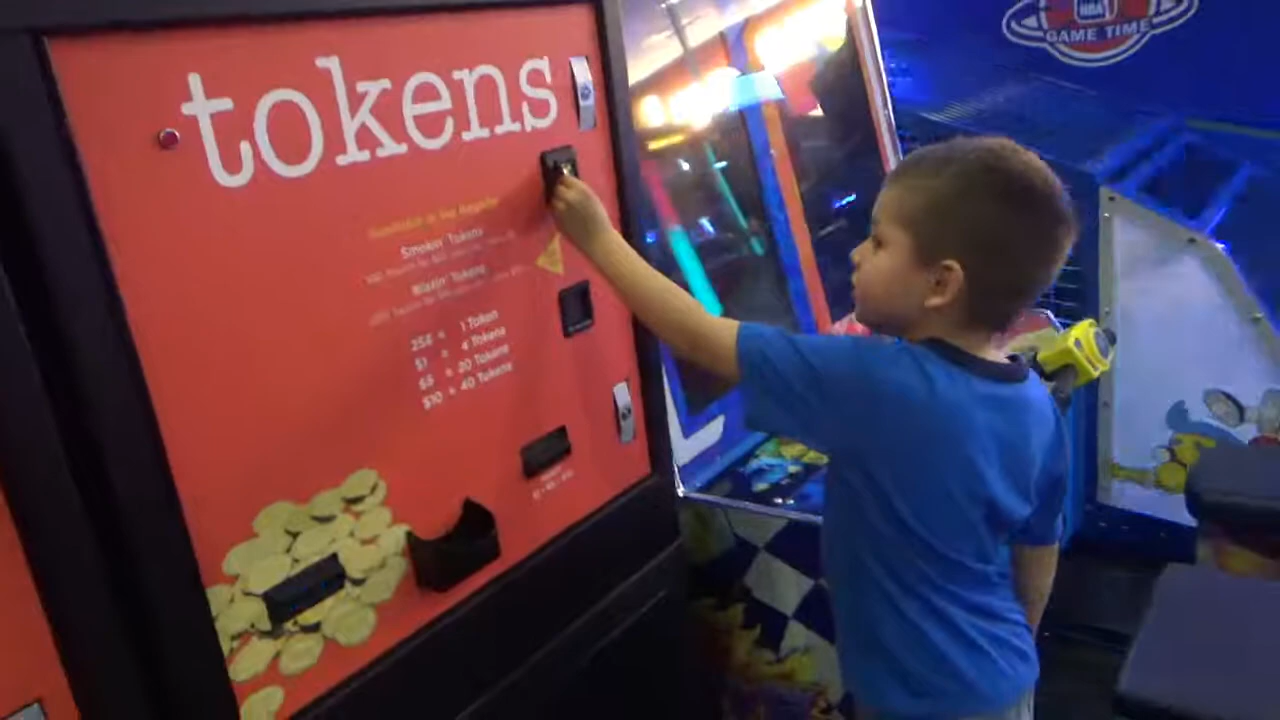 NBA
GAME TIME
tokens
Smokin' Tokens
Blazin' Tokens
25¢ = 1 Token
$1 = 4 Tokens
$5 = 20 Tokens
$10 = 40 Tokens